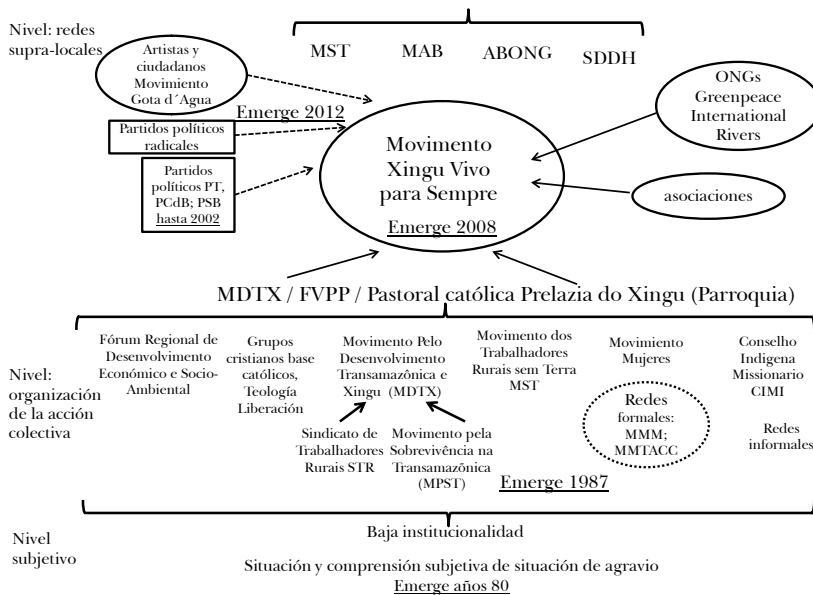 Nivel: redes
supra-locales
MST
MAB
ABONG
SDDH
Artistas y
ciudadanos
Movimiento
Gota d´Agua
Emerge 2012
Partidos políticos
radicales
Partidos
políticos PT,
PCdB; PSB
hasta 2002
Movimento
Xingu Vivo
para Sempre
Emerge 2008
ONGs
Greenpeace
International
Rivers
asociaciones
MDTX / FVPP / Pastoral católica Prelazia do Xingu (Parroquia)
Nivel:
organización
de la acción
colectiva
Fórum Regional de
Desenvolvimento
Económico e Socio-
Ambiental
Grupos
cristianos base
católicos,
Teología
Liberación
Movimento Pelo
Desenvolvimento
Transamazônica e
Xingu (MDTX)
Movimento dos
Trabalhadores
Rurais sem Terra
MST
Movimiento
Mujeres
Conselho
Indigena
Missionario
CIMI
Sindicato de
Trabalhadores
Rurais STR
Movimento pela
Sobrevivência na
Transamazônica
(MPST)
Redes
formales:
MMM;
MMTACC
Redes
informales
Emerge 1987
Nivel
subjetivo
Baja institucionalidad
Situación y comprensión subjetiva de situación de agravio
Emerge años 80